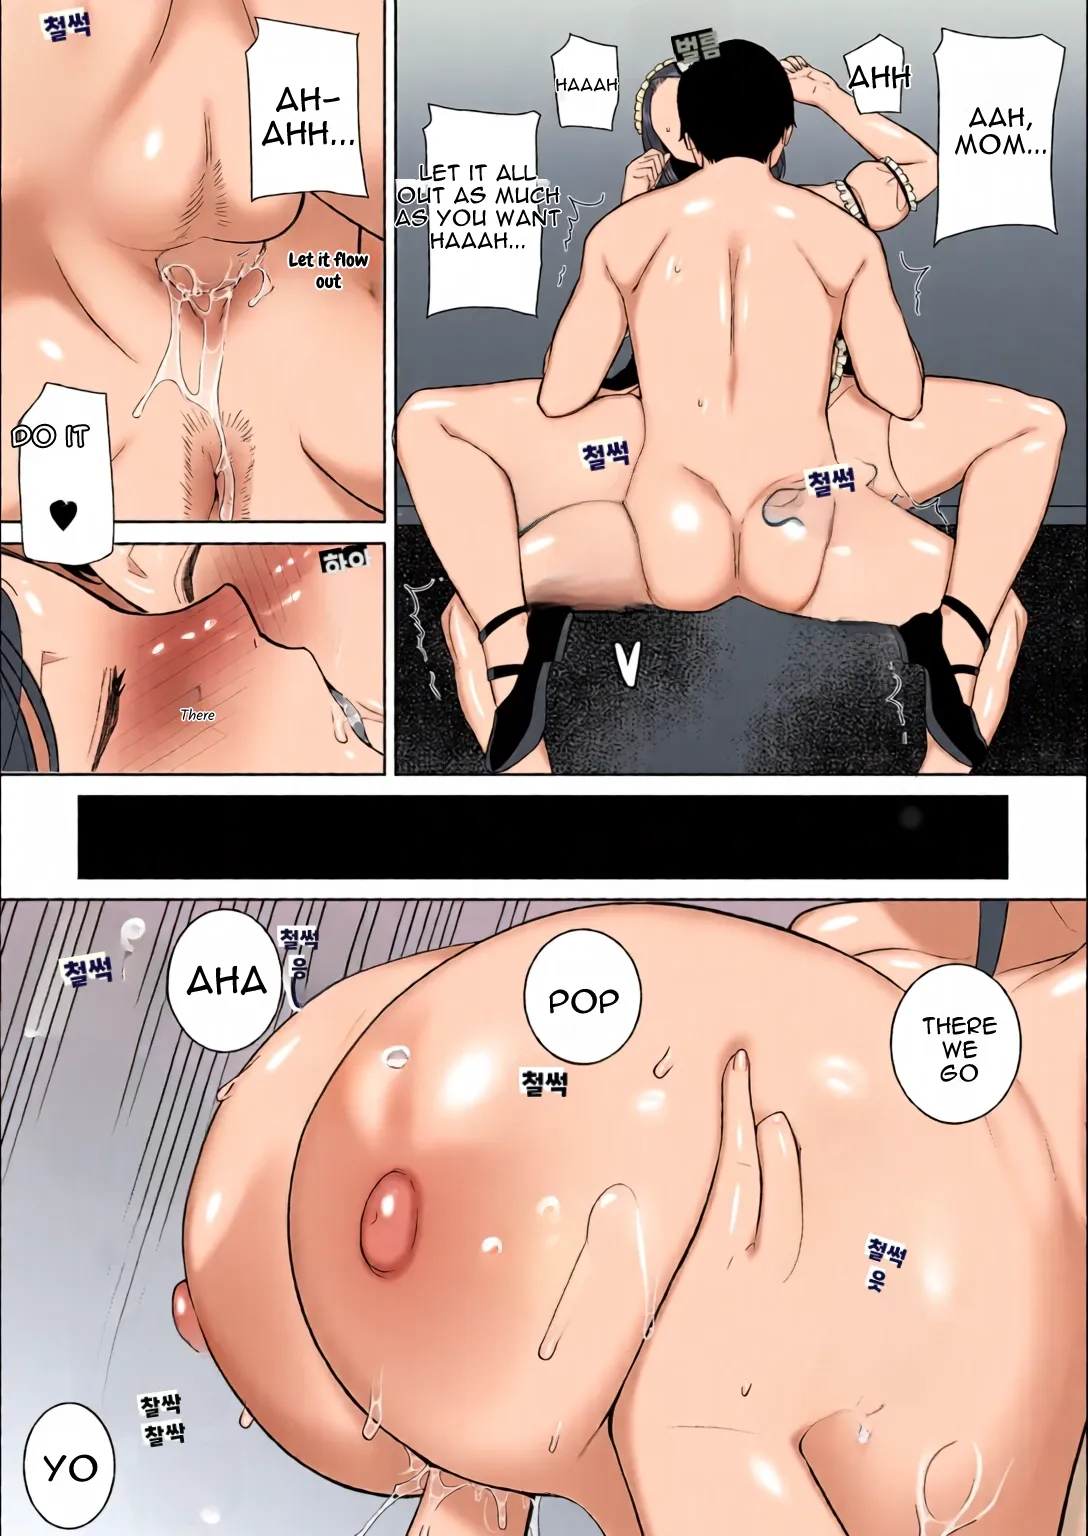 철썩
AH-
AHH...
Let it flow
out
DO IT
벌름
HAAAH
AHH
AAH,
MOM...
LET IT ALL
OUT AS MUCH
AS YOU WANT
HAAAH...
철썩
철썩
하아
There
철썩
AHA
철썩
응
POP
THERE
WE
GO
철썩
철썩
읏
찰싹
찰싹
YO